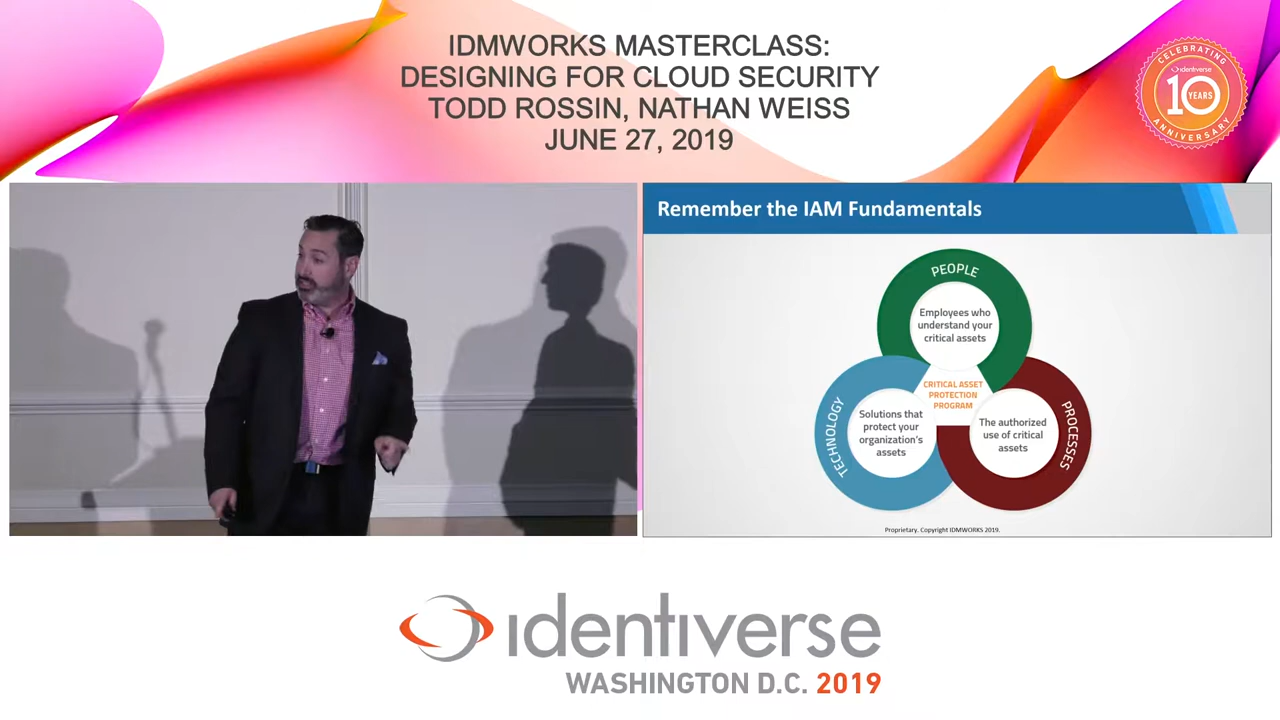 IDMWORKS MASTERCLASS:
DESIGNING FOR CLOUD SECURITY
TODD ROSSIN, NATHAN WEISS
JUNE 27, 2019
CELEBRATING
identiverse
10
YEARS
ANNIVERSARY
Remember the IAM Fundamentals
PEOPLE
Employees who
understand your
critical assets
CRITICAL ASSET
PROTECTION
PROGRAM
TECHNOLOGY
Solutions that
protect your
organization's
assets
The authorized
use of critical
assets
PROCESSES
Proprietary. Copyright IDMWORKS 2019.
identiverse
WASHINGTON D.C. 2019